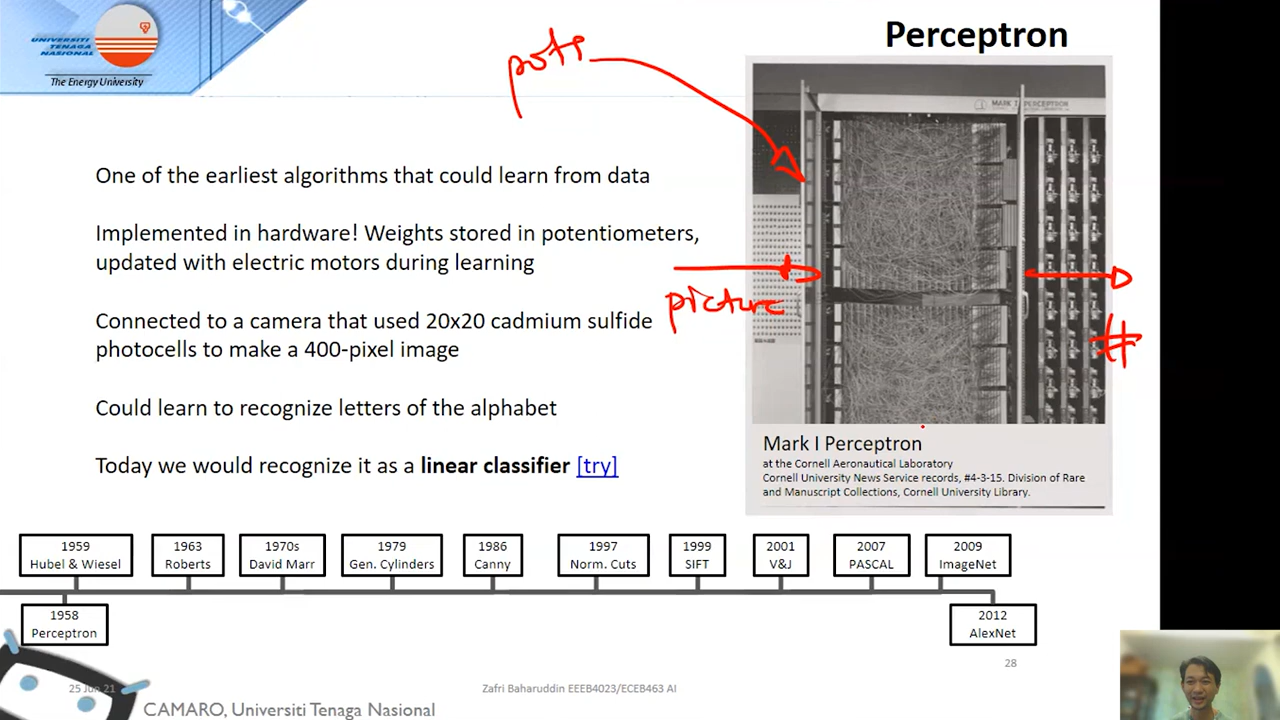 UNIVERSITI
TENAGA
NASIONAL
The Energy University
Perceptron
pots
MARK I PERCEPTRON
One of the earliest algorithms that could learn from data
Implemented in hardware! Weights stored in potentiometers,
updated with electric motors during learning
picture
#
Connected to a camera that used 20x20 cadmium sulfide
photocells to make a 400-pixel image
Could learn to recognize letters of the alphabet
Today we would recognize it as a linear classifier [try]
Mark I Perceptron
at the Cornell Aeronautical Laboratory
Cornell University News Service records, #4-3-15. Division of Rare
and Manuscript Collections, Cornell University Library.
1959
Hubel & Wiesel
1963
Roberts
1970s
David Marr
1979
Gen. Cylinders
1986
Canny
1997
Norm. Cuts
1999
SIFT
2001
V&J
2007
PASCAL
2009
ImageNet
1958
Perceptron
2012
AlexNet
28
25 Jun 21
Zafri Baharuddin EEEB4023/ECEB463 AI
CAMARO, Universiti Tenaga Nasional